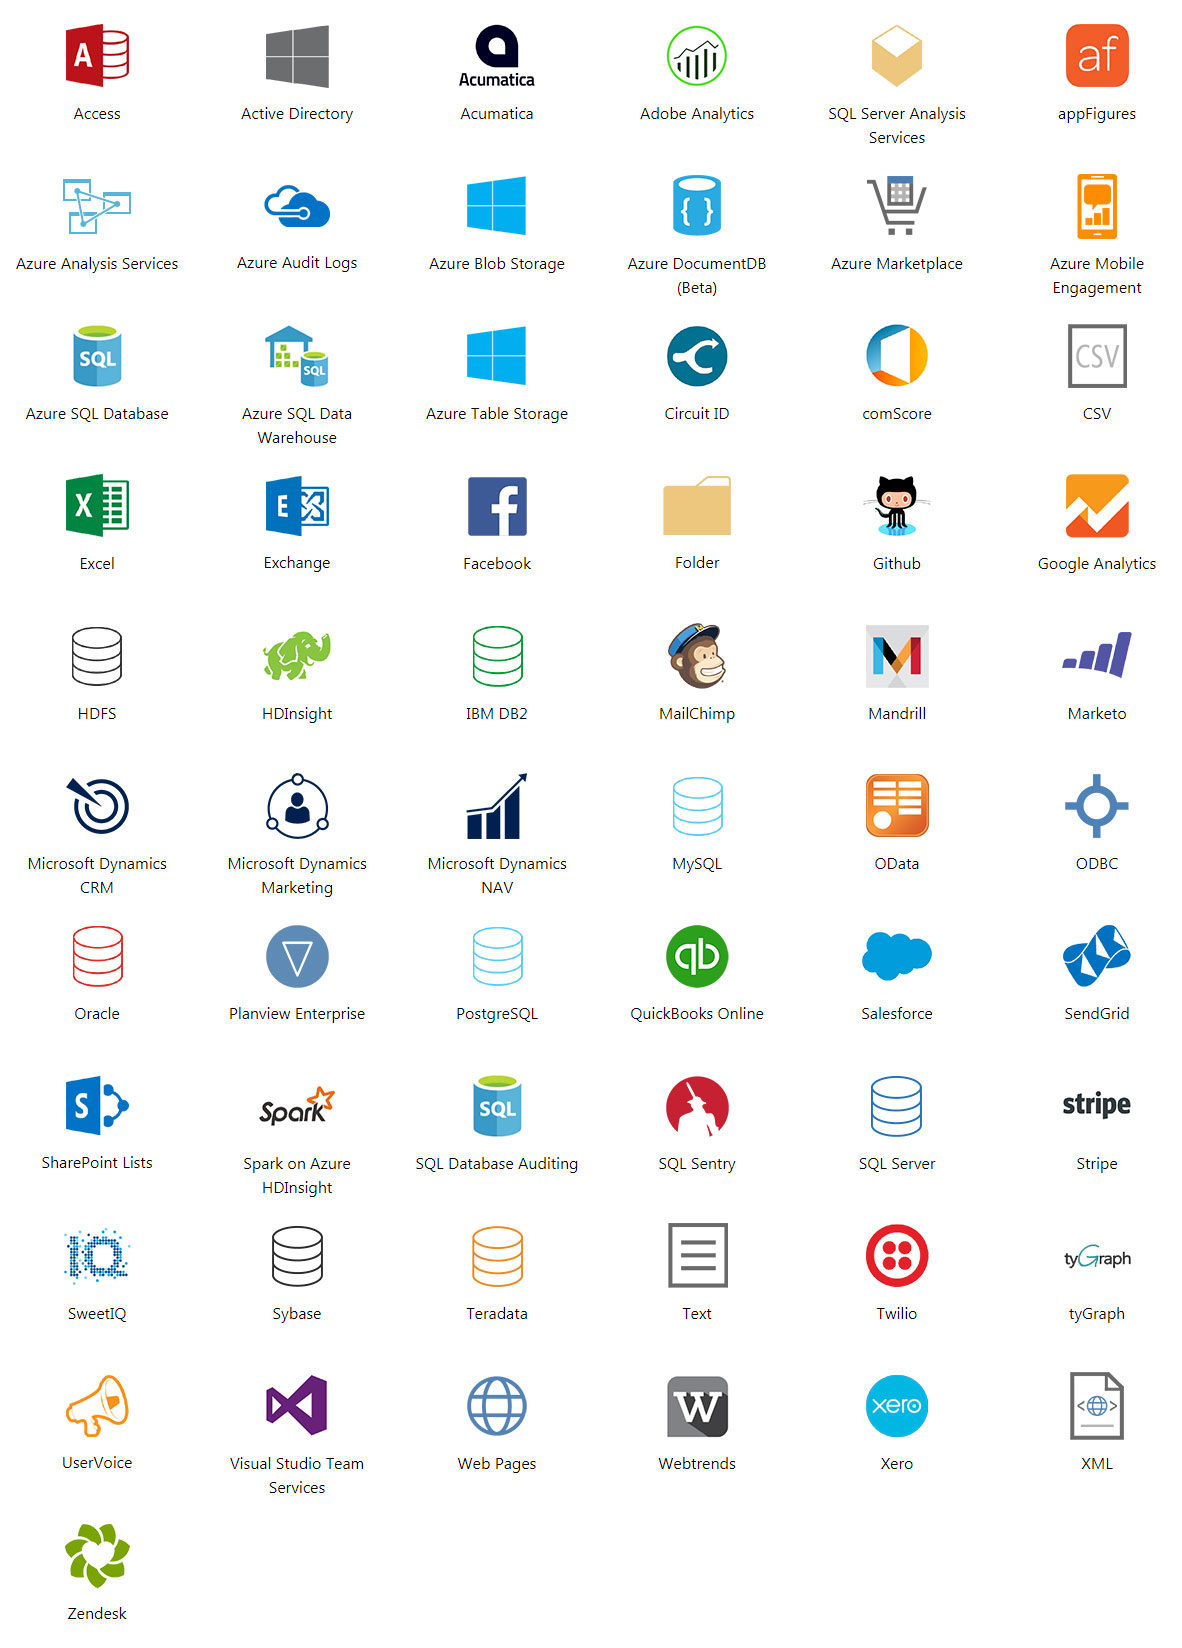 A
Acumatica
af
Access
Active Directory
Acumatica
Adobe Analytics
SQL Server Analysis
Services
appFigures
{ }
Azure Analysis Services
Azure Audit Logs
Azure Blob Storage
Azure DocumentDB
(Beta)
Azure Marketplace
Azure Mobile
Engagement
SQL
SQL
CSV
Azure SQL Database
Azure SQL Data
Warehouse
Azure Table Storage
Circuit ID
comScore
CSV
X
E
f
Excel
Exchange
Facebook
Folder
Github
Google Analytics
M
HDFS
HDInsight
IBM DB2
MailChimp
Mandrill
Marketo
Microsoft Dynamics
CRM
Microsoft Dynamics
Marketing
Microsoft Dynamics
NAV
MySQL
OData
ODBC
qb
Oracle
Planview Enterprise
PostgreSQL
QuickBooks Online
Salesforce
SendGrid
S
Spark
SQL
stripe
SharePoint Lists
Spark on Azure
HDInsight
SQL Database Auditing
SQL Sentry
SQL Server
Stripe
IQ
tyGraph
SweetIQ
Sybase
Teradata
Text
Twilio
tyGraph
W
xero
< >
UserVoice
Visual Studio Team
Services
Web Pages
Webtrends
Xero
XML
Zendesk